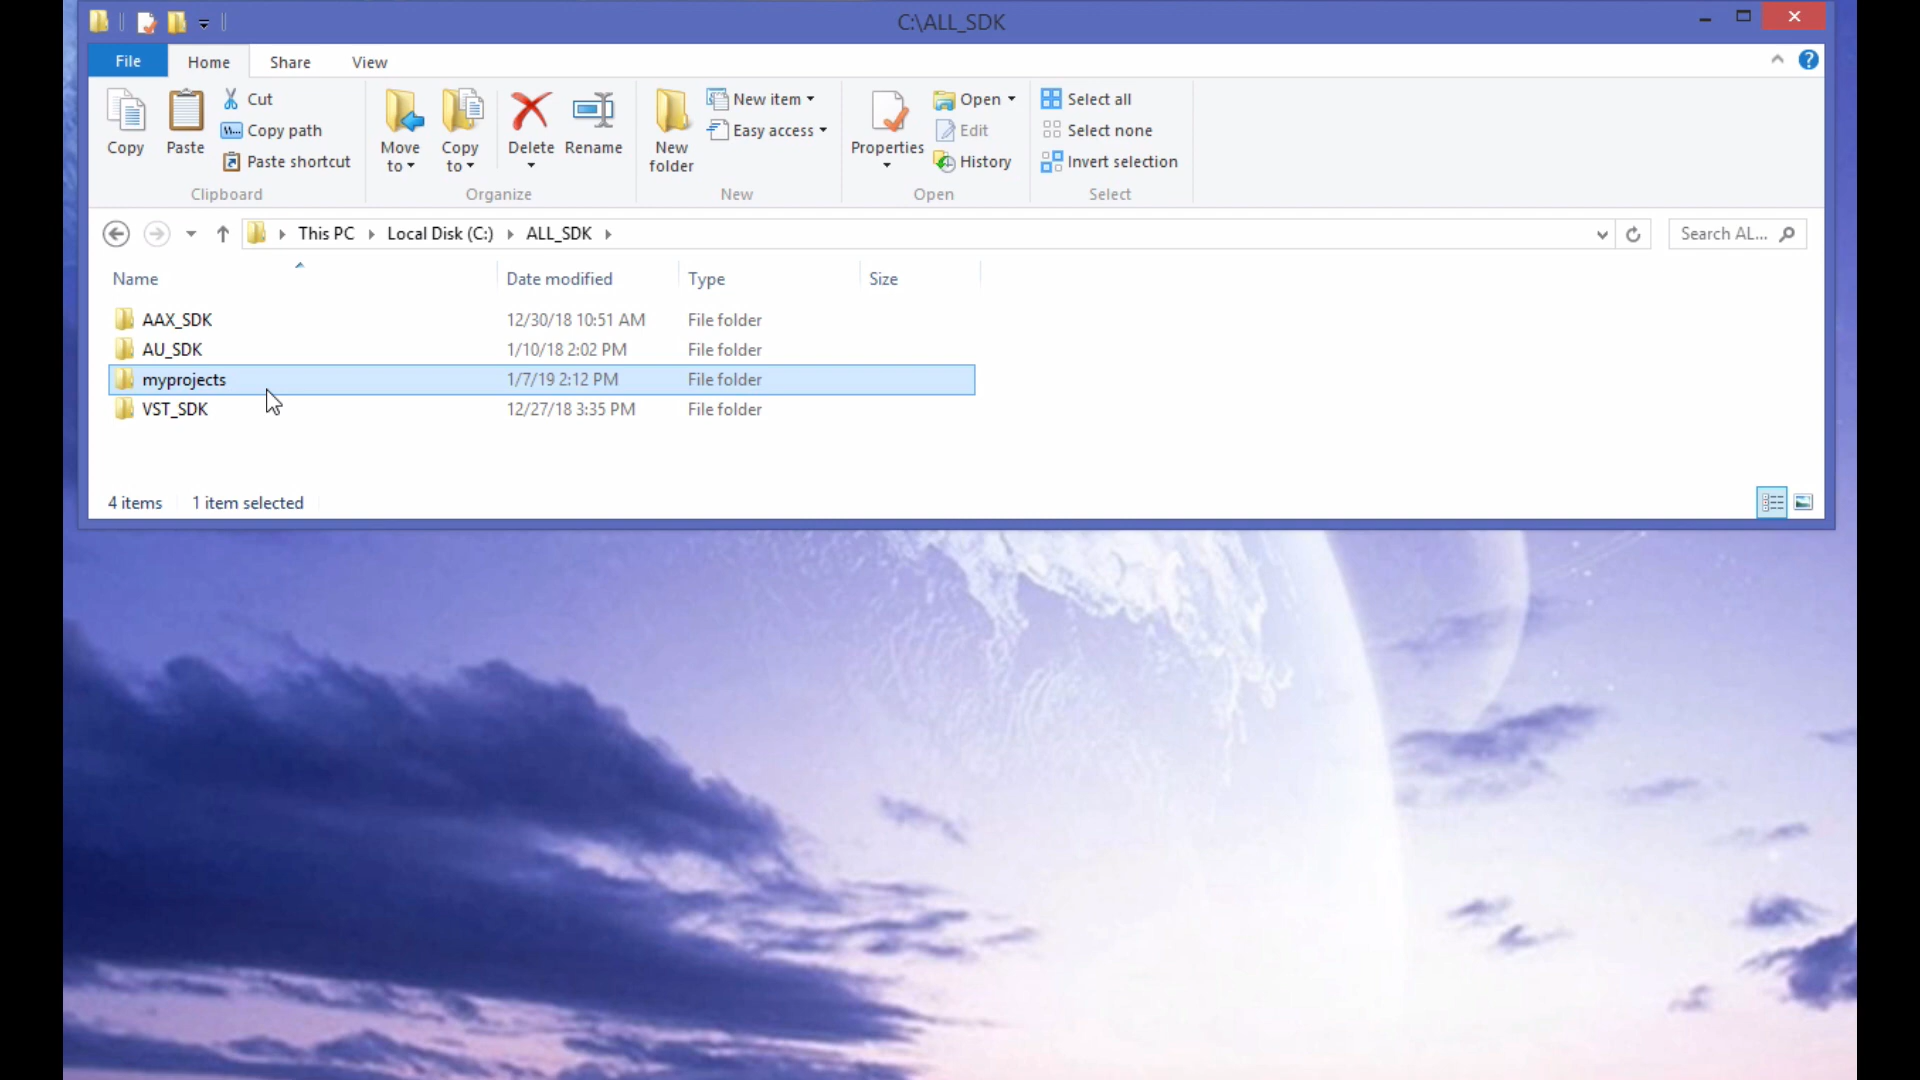 C:\ALL_SDK
File Home Share View
Copy
Paste
Cut
Copy path
Paste shortcut
Clipboard
Move to
Copy to
Delete
Rename
Organize
New folder
New item
Easy access
New
Properties
Open
Edit
History
Open
Select all
Select none
Invert selection
Select
This PC Local Disk (C:) ALL_SDK
Search AL...
Name Date modified Type Size
AAX_SDK 12/30/18 10:51 AM File folder
AU_SDK 1/10/18 2:02 PM File folder
myprojects 1/7/19 2:12 PM File folder
VST_SDK 12/27/18 3:35 PM File folder
4 items 1 item selected